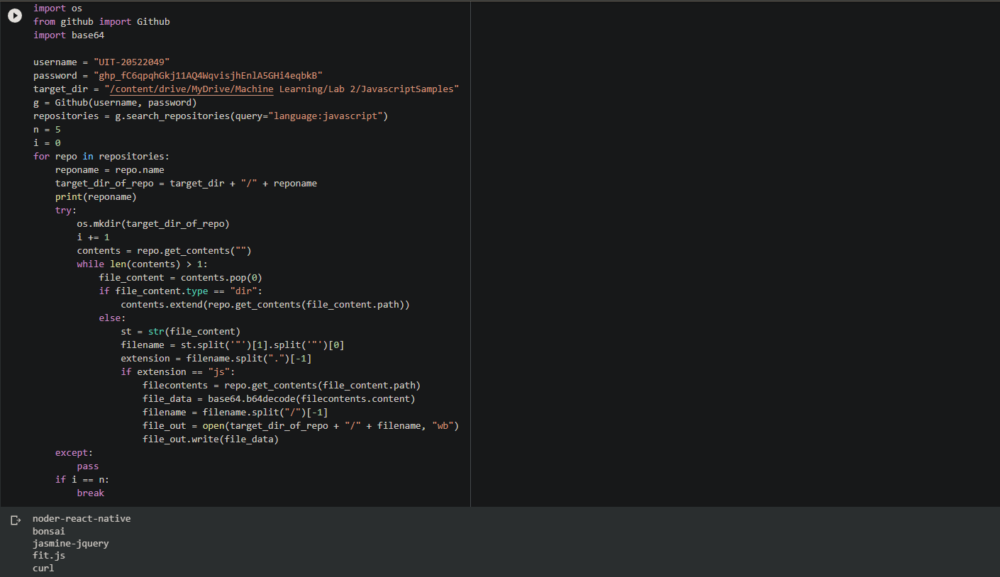 import os
from github import Github
import base64
username = "UIT-20522049"
password = "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"
target_dir = "/content/drive/MyDrive/Machine Learning/Lab 2/JavascriptSamples"
g = Github(username, password)
repositories = g.search_repositories(query="language:javascript")
n = 5
i = 0
for repo in repositories:
    reponame = repo.name
    target_dir_of_repo = target_dir + "/" + reponame
    print(reponame)
    try:
        os.mkdir(target_dir_of_repo)
        i += 1
        contents = repo.get_contents("")
        while len(contents) > 1:
            file_content = contents.pop(0)
            if file_content.type == "dir":
                contents.extend(repo.get_contents(file_content.path))
            else:
                st = str(file_content)
                filename = st.split('"')[1].split('"')[0]
                extension = filename.split(".")[-1]
                if extension == "js":
                    filecontents = repo.get_contents(file_content.path)
                    file_data = base64.b64decode(filecontents.content)
                    filename = filename.split("/")[-1]
                    file_out = open(target_dir_of_repo + "/" + filename, "wb")
                    file_out.write(file_data)
    except:
        pass
    if i == n:
        break
noder-react-native
bonsai
jasmine-jquery
fit.js
curl